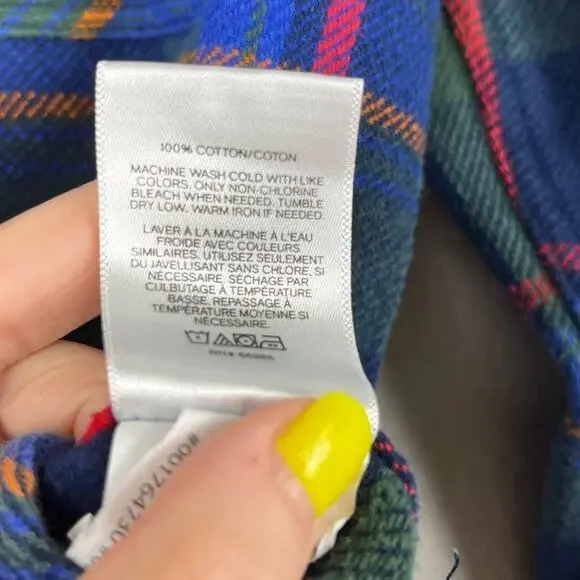 100% COTTON/COTON
MACHINE WASH COLD WITH LIKE
COLORS. ONLY NON-CHLORINE
BLEACH WHEN NEEDED. TUMBLE
DRY LOW. WARM IRON IF NEEDED.
LAVER À LA MACHINE À L'EAU
FROIDE AVEC COULEURS
SIMILAIRES. UTILISEZ SEULEMENT
DU JAVELLISANT SANS CHLORE, SI
NÉCESSAIRE. SÉCHAGE PAR
CULBUTAGE À TEMPÉRATURE
BASSE. REPASSAGE À
TEMPÉRATURE MOYENNE SI
NÉCESSAIRE.